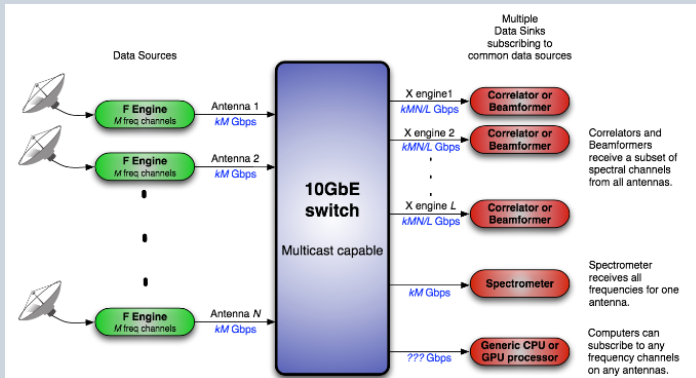 Data Sources
Multiple
Data Sinks
subscribing to
common data sources
F Engine
M freq channels
Antenna 1
kM Gbps
F Engine
M freq channels
Antenna 2
kM Gbps
F Engine
M freq channels
Antenna N
kM Gbps
10GbE
switch
Multicast capable
X engine1
kMN/L Gbps
Correlator or
Beamformer
X engine 2
kMN/L Gbps
Correlator or
Beamformer
X engine L
kMN/L Gbps
Correlator or
Beamformer
Correlators and
Beamformers
receive a subset of
spectral channels
from all antennas.
kM Gbps
Spectrometer
Spectrometer
receives all
frequencies for one
antenna.
??? Gbps
Generic CPU or
GPU processor
Computers can
subscribe to any
frequency channels
on any antennas.